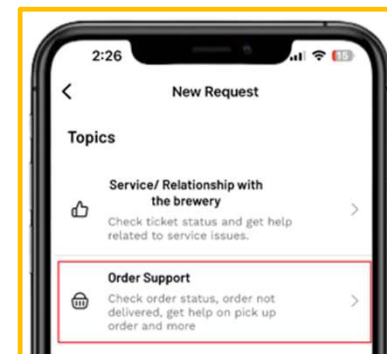 2:26
15
New Request
Topics
Service/ Relationship with
the brewery
Check ticket status and get help
related to service issues.
Order Support
Check order status, order not
delivered, get help on pick up
order and more